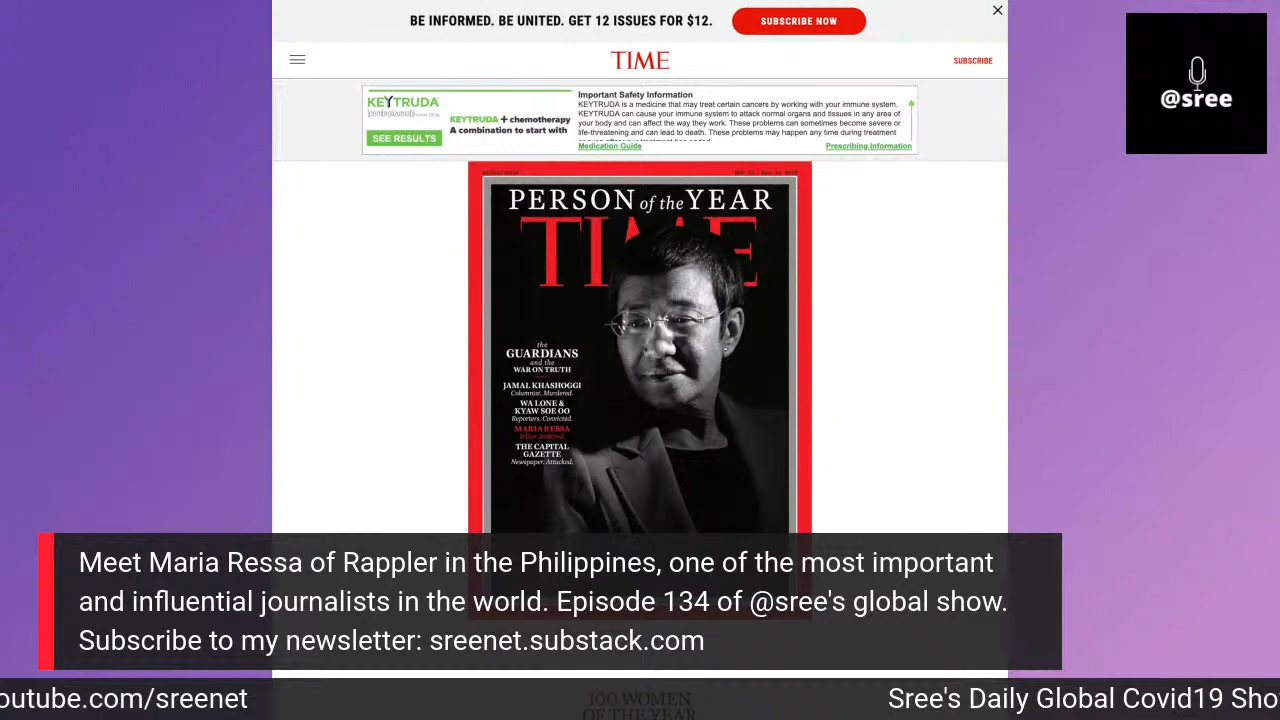 BE INFORMED. BE UNITED. GET 12 ISSUES FOR $12.
SUBSCRIBE NOW
TIME
SUBSCRIBE
@sree
KEYTRUDA
(pembrolizumab)
SEE RESULTS
KEYTRUDA + chemotherapy
A combination to start with
Important Safety Information
KEYTRUDA is a medicine that may treat certain cancers by working with your immune system.
KEYTRUDA can cause your immune system to attack normal organs and tissues in any area of
your body and can affect the way they work. These problems can sometimes become severe or
life-threatening and can lead to death. These problems may happen any time during treatment
Medication Guide
Prescribing Information
PERSON of the YEAR
TIME
the
GUARDIANS
and the
WAR ON TRUTH
JAMAL KHASHOGGI
Columnist. Murdered.
WA LONE &
KYAW SOE OO
Reporters. Convicted.
MARIA RESSA
Editor. Indicted.
THE CAPITAL
GAZETTE
Newspaper. Attacked.
Meet Maria Ressa of Rappler in the Philippines, one of the most important
and influential journalists in the world. Episode 134 of @sree's global show.
Subscribe to my newsletter: sreenet.substack.com
100 WOMEN
OF THE YEAR
outube.com/sreenet
Sree's Daily Global Covid19 Sho